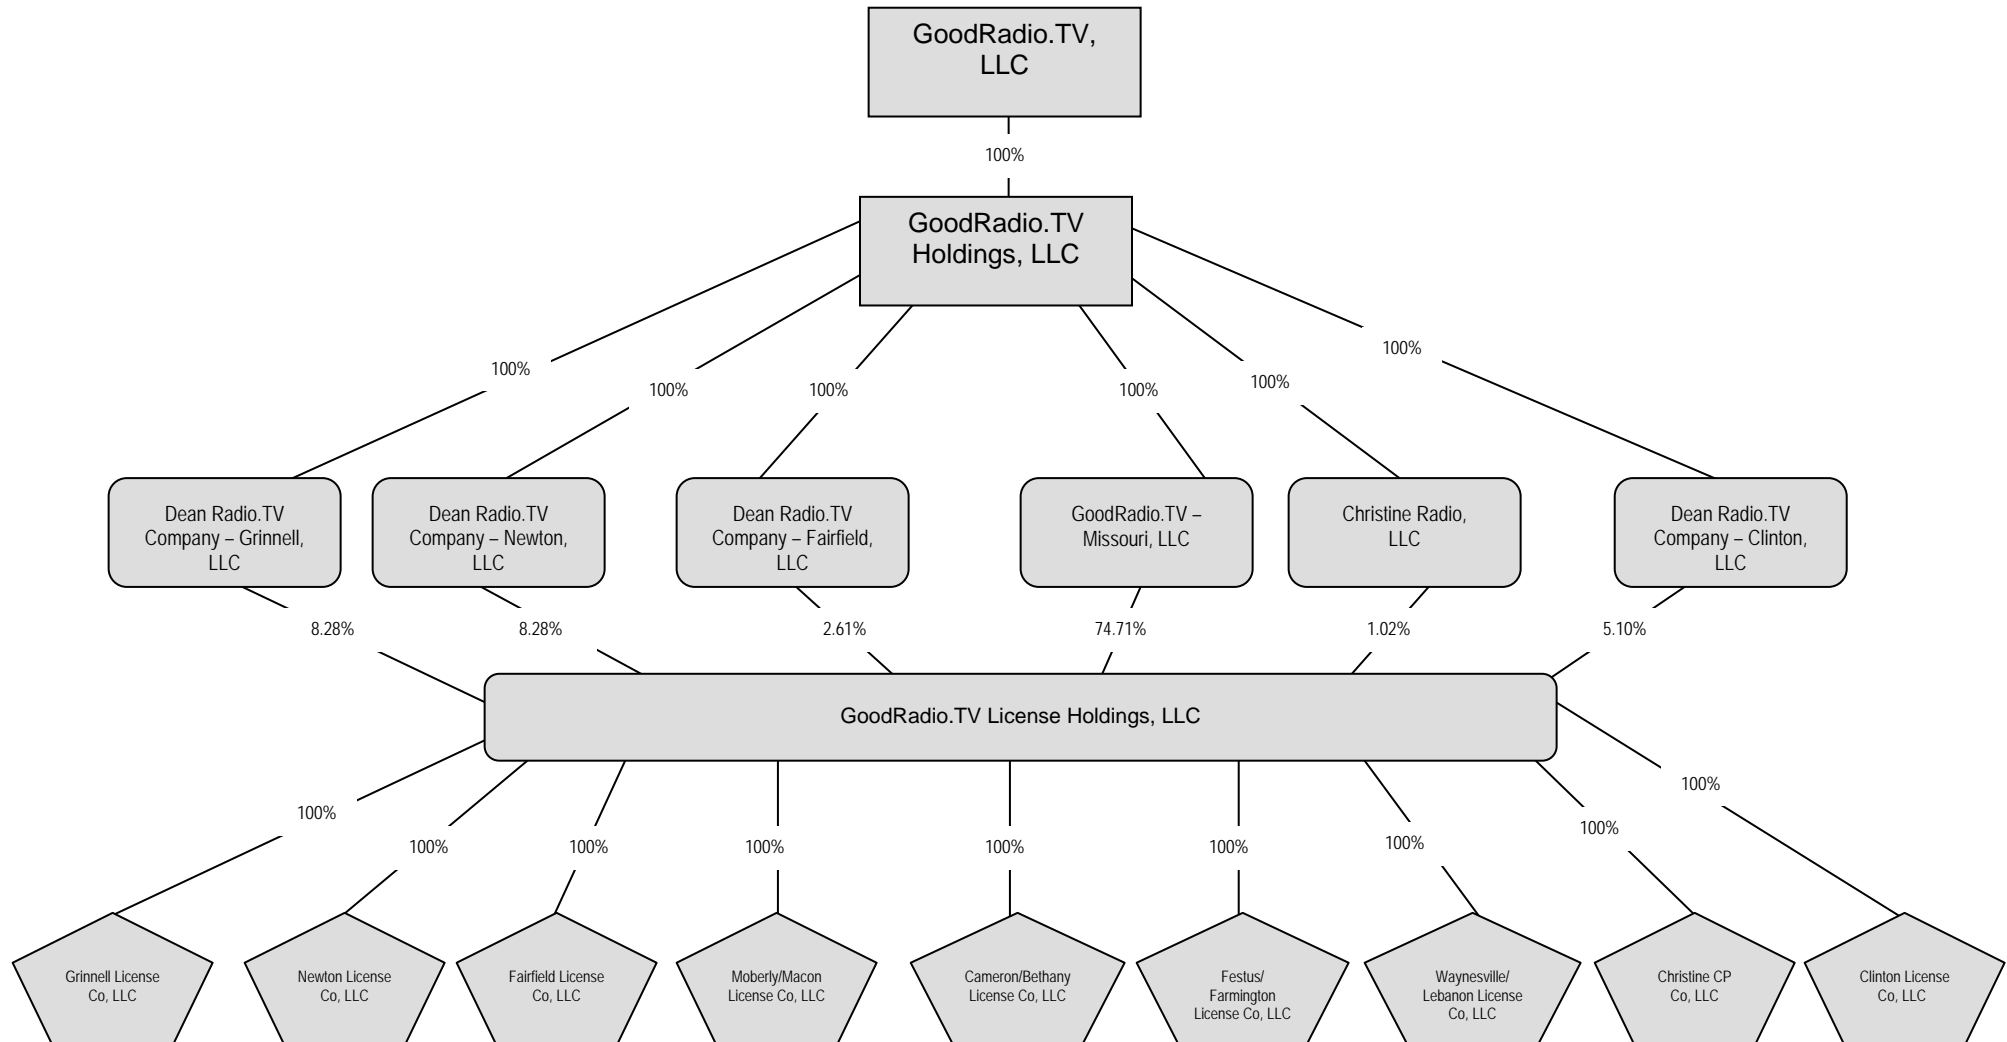 GoodRadio.TV,
LLC
100%
GoodRadio.TV
Holdings, LLC
100%
100%
100%
100%
100%
100%
Dean Radio.TV
Company – Grinnell,
LLC
Dean Radio.TV
Company – Newton,
LLC
Dean Radio.TV
Company – Fairfield,
LLC
GoodRadio.TV –
Missouri, LLC
Christine Radio,
LLC
Dean Radio.TV
Company – Clinton,
LLC
8.28%
8.28%
2.61%
74.71%
1.02%
5.10%
GoodRadio.TV License Holdings, LLC
100%
100%
100%
100%
100%
100%
100%
100%
100%
Grinnell License
Co, LLC
Newton License
Co, LLC
Fairfield License
Co, LLC
Moberly/Macon
License Co, LLC
Cameron/Bethany
License Co, LLC
Festus/
Farmington
License Co, LLC
Waynesville/
Lebanon License
Co, LLC
Christine CP
Co, LLC
Clinton License
Co, LLC